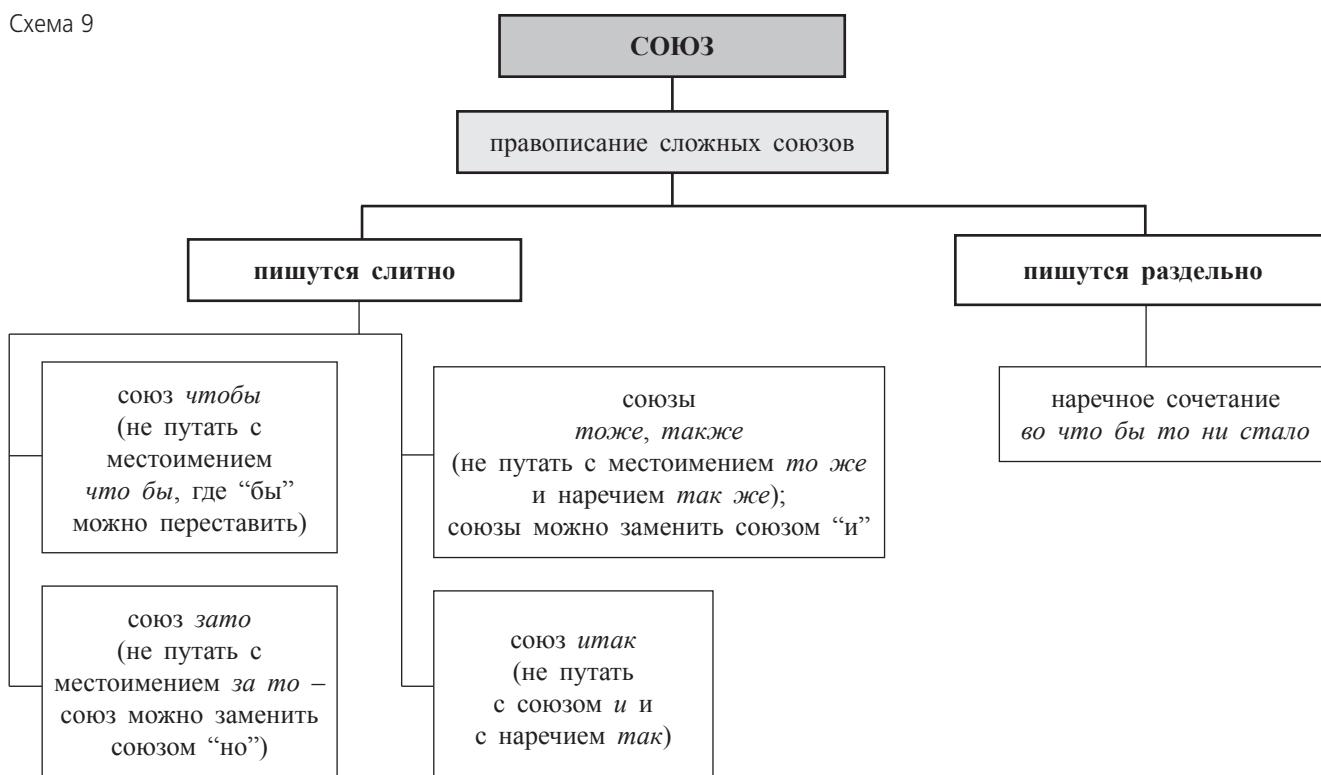 Схема 9
СОЮЗ
правописание сложных союзов
пишутся слитно
пишутся раздельно
союз чтобы
(не путать с
местоимением
что бы, где “бы”
можно переставить)
союзы
тоже, также
(не путать с местоимением то же
и наречием так же);
союзы можно заменить союзом “и”
наречное сочетание
во что бы то ни стало
союз зато
(не путать с
местоимением за то –
союз можно заменить
союзом “но”)
союз итак
(не путать
с союзом и и
с наречием так)